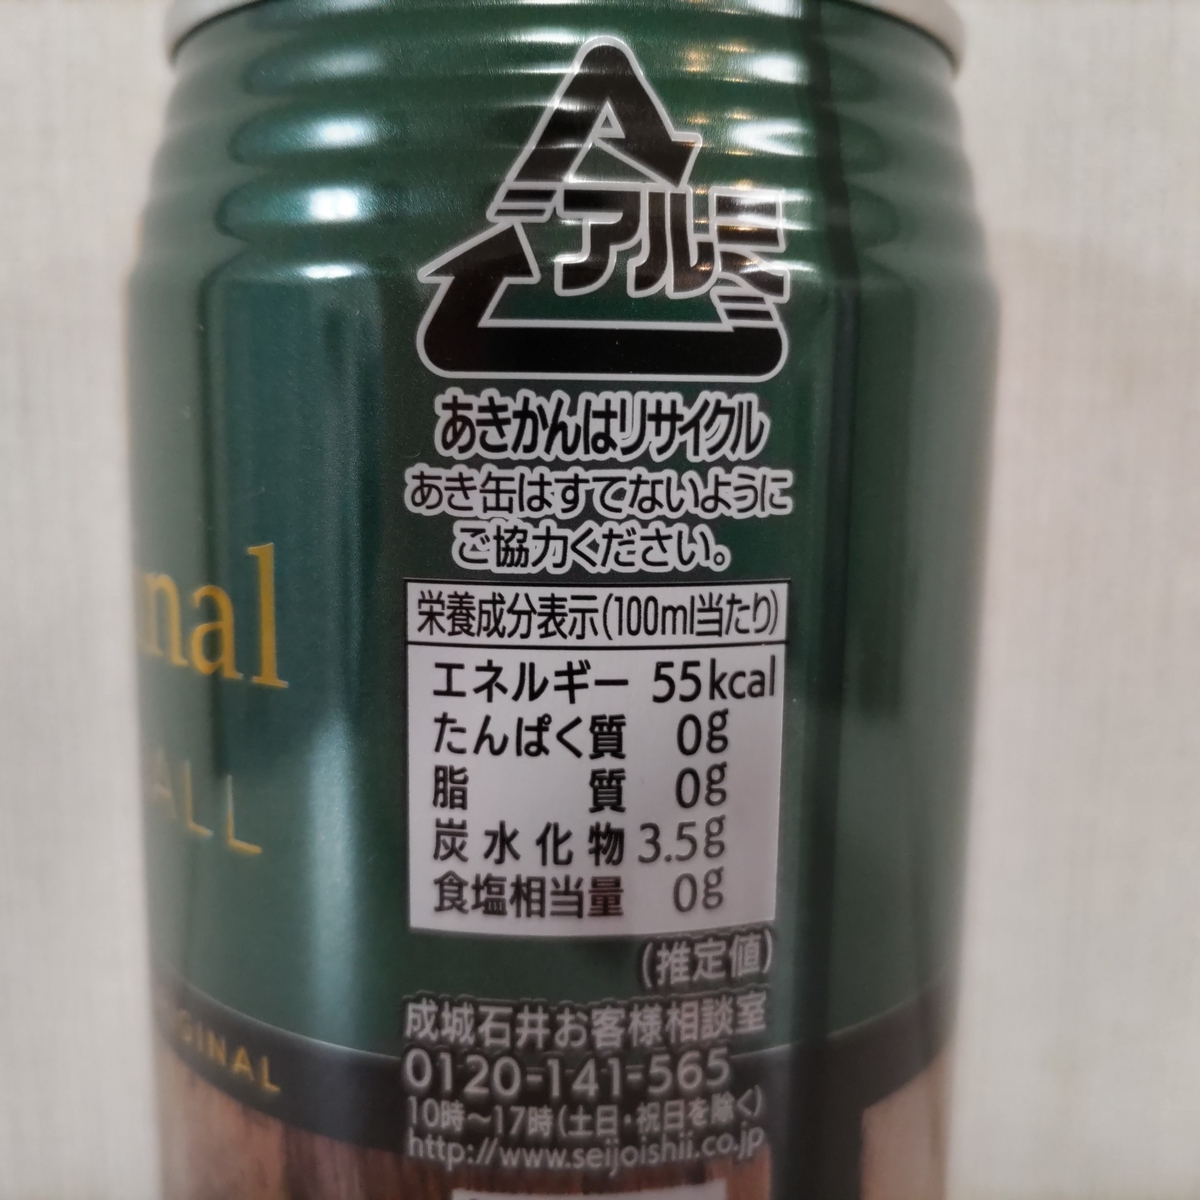 アルミ
あきかんはリサイクル
あき缶はすてないように
ご協力ください。
栄養成分表示(100ml当たり)
エネルギー 55kcal
たんぱく質 0g
脂質 0g
炭水化物 3.5g
食塩相当量 0g
(推定値)
成城石井お客様相談室
0120-141-565
10時～17時(土日・祝日を除く)
http://www.seijoishii.co.jp
inal
ALL
IGINAL